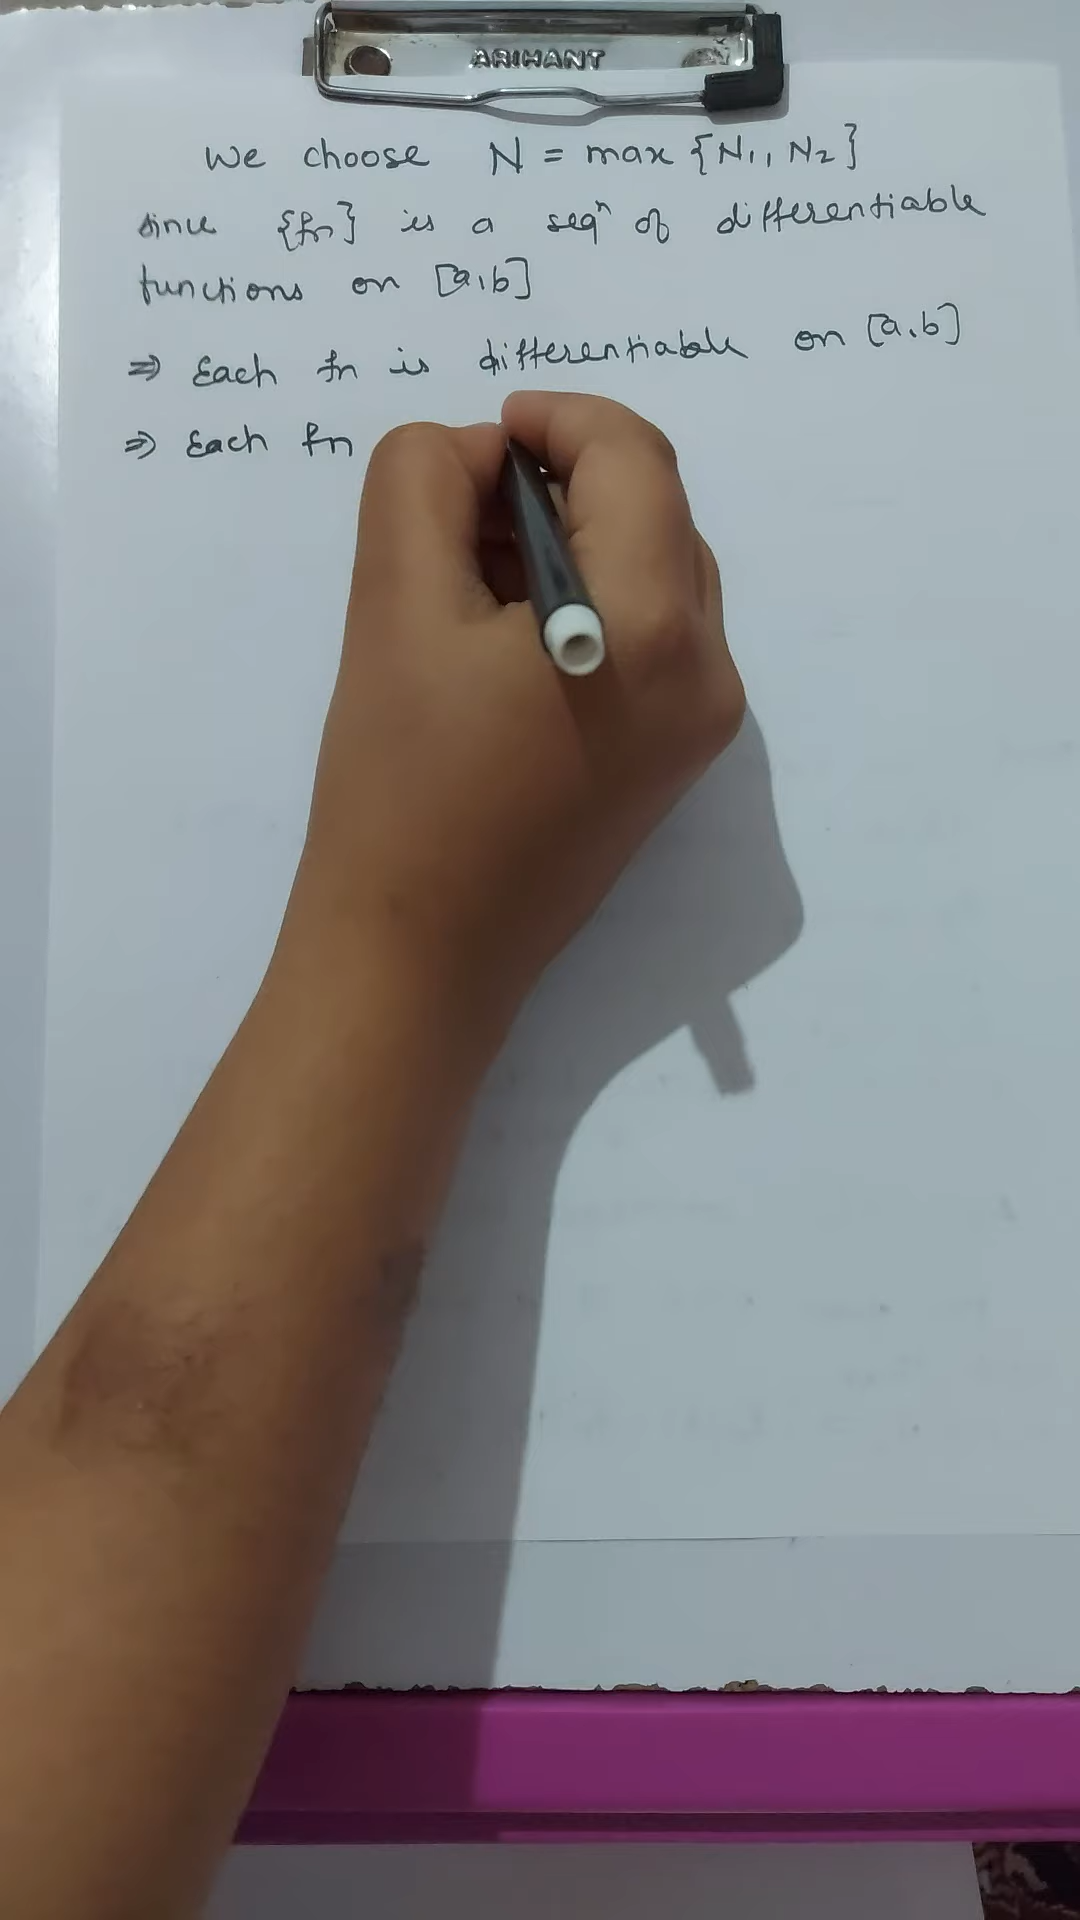 ARIHANT
We choose N = max {N1, N2}
since {fn} is a seqⁿ of differentiable
functions on [a,b]
⇒ Each fn is differentiable on [a,b]
⇒ Each fn